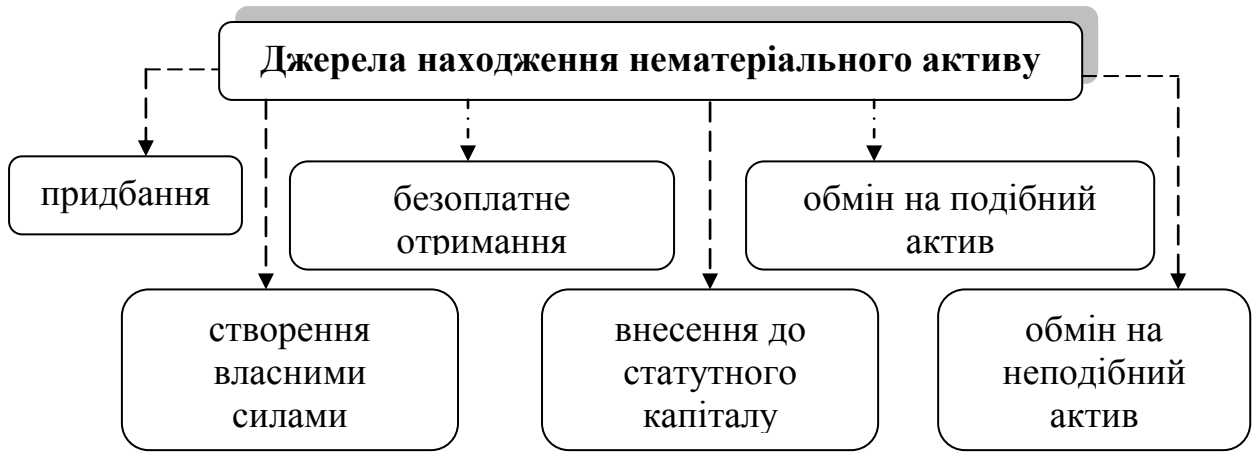 Джерела находження нематеріального активу
придбання
безоплатне
отримання
обмін на подібний
актив
створення
власними
силами
внесення до
статутного
капіталу
обмін на
неподібний
актив